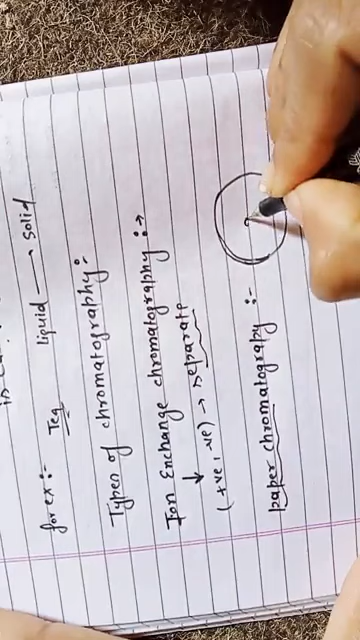 for ex :- Tea liquid → Solid
Types of chromatography :-
Ion Exchange chromatography :→
(+ve, -ve) → separate
paper chromatography :-